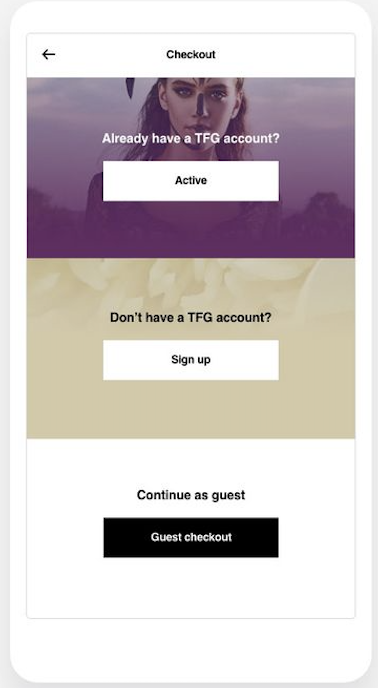 Checkout
Already have a TFG account?
Active
Don't have a TFG account?
Sign up
Continue as guest
Guest checkout